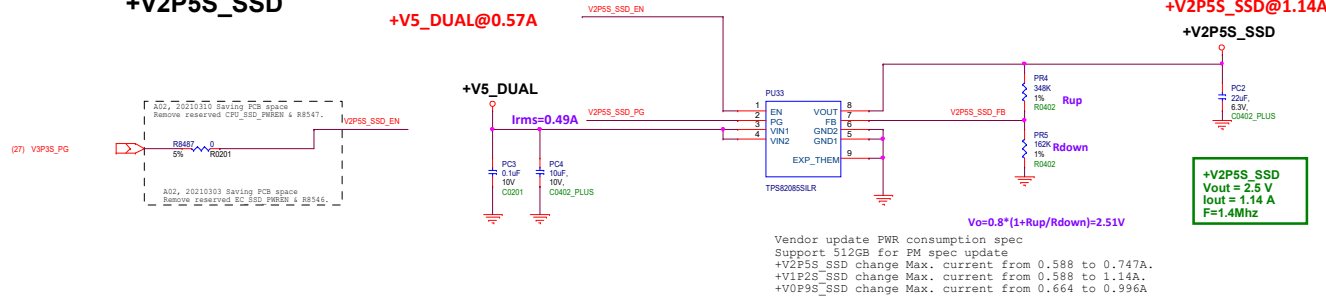 +V2P5S_SSD
+V5_DUAL@0.57A
V2P5S_SSD_EN
+V2P5S_SSD@1.14A
+V2P5S_SSD
A02, 20210310 Saving PCB space
Remove reserved CPU_SSD_PWREN & R8547.
V2P5S_SSD_EN
(27) V3P3S_PG
R8487
0
5%
R0201
A02, 20210303 Saving PCB space
Remove reserved EC_SSD_PWREN & R8546.
+V5_DUAL
Irms=0.49A
V2P5S_SSD_PG
PC3
0.1uF
10V
C0201
PC4
10uF,
10V,
C0402_PLUS
PU33
1
EN
2
PG
3
VIN1
4
VIN2
VOUT
8
FB
7
GND2
6
GND1
5
EXP_THEM
9
TPS82085SILR
V2P5S_SSD_FB
PR4
348K
1%
R0402
Rup
PR5
162K
1%
R0402
Rdown
PC2
22uF,
6.3V,
C0402_PLUS
+V2P5S_SSD
Vout = 2.5 V
Iout = 1.14 A
F=1.4Mhz
Vo=0.8*(1+Rup/Rdown)=2.51V
Vendor update PWR consumption spec
Support 512GB for PM spec update
+V2P5S_SSD change Max. current from 0.588 to 0.747A.
+V1P2S_SSD change Max. current from 0.588 to 1.14A.
+V0P9S_SSD change Max. current from 0.664 to 0.996A